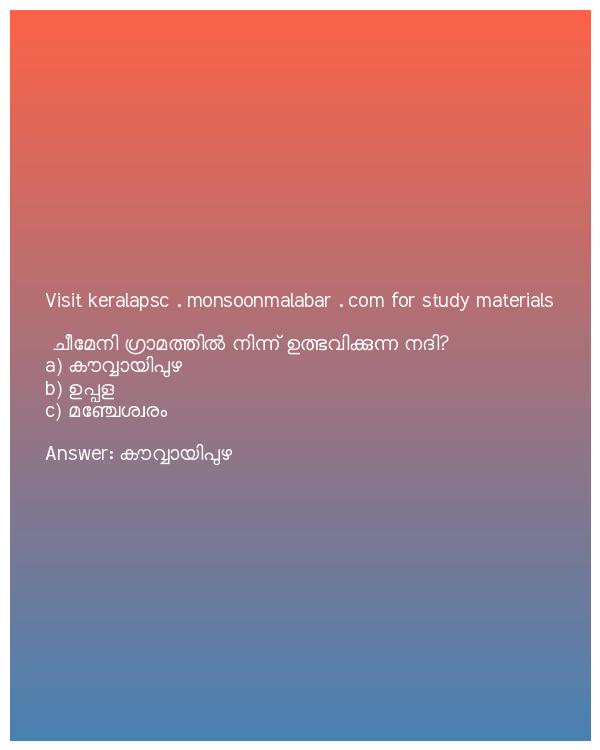 Visit keralapsc . monsoonmalabar . com for study materials
ചീമേനി ഗ്രാമത്തിൽ നിന്ന് ഉത്ഭവിക്കുന്ന നദി?
a) കൗവ്വായിപുഴ
b) ഉപ്പള
c) മഞ്ചേശ്വരം
Answer: കൗവ്വായിപുഴ